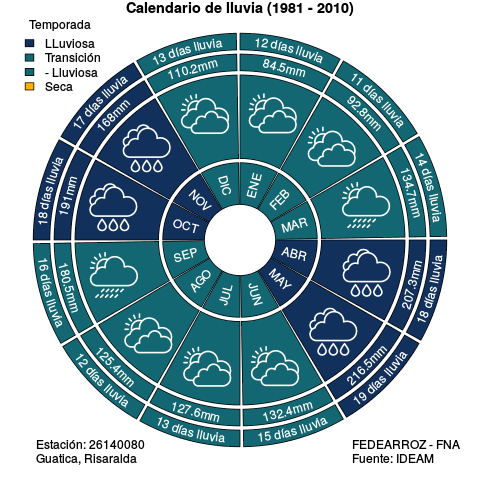 Calendario de lluvia (1981 - 2010)
Temporada
LLuviosa
Transición
- Lluviosa
Seca
12 días lluvia
84.5mm
ENE
11 días lluvia
92.8mm
FEB
14 días lluvia
134.7mm
MAR
18 días lluvia
207.3mm
ABR
19 días lluvia
216.5mm
MAY
15 días lluvia
132.4mm
JUN
13 días lluvia
127.6mm
JUL
12 días lluvia
125.4mm
AGO
16 días lluvia
180.5mm
SEP
18 días lluvia
191mm
OCT
17 días lluvia
168mm
NOV
13 días lluvia
110.2mm
DIC
Estación: 26140080
Guatica, Risaralda
FEDEARROZ - FNA
Fuente: IDEAM